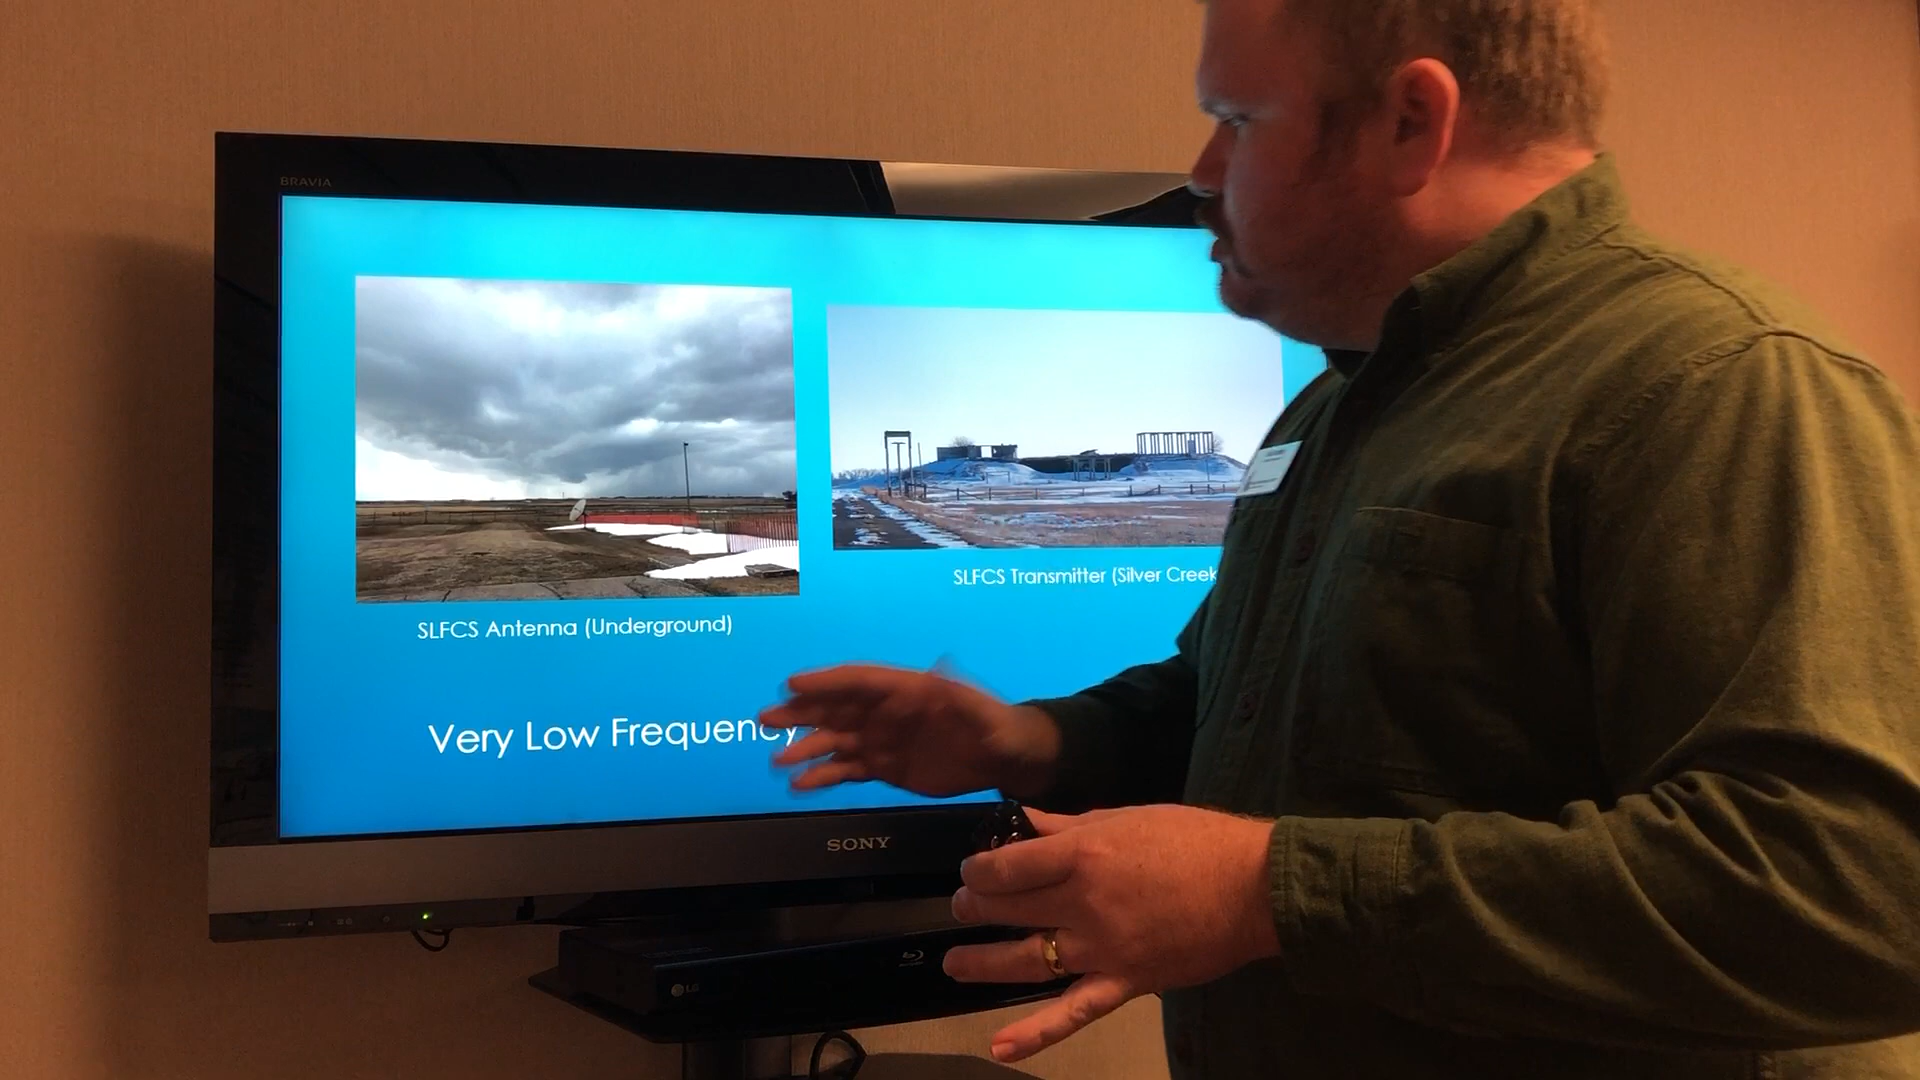 BRAVIA
SLFCS Transmitter (Silver Creek
SLFCS Antenna (Underground)
Very Low Frequency
SONY
LG